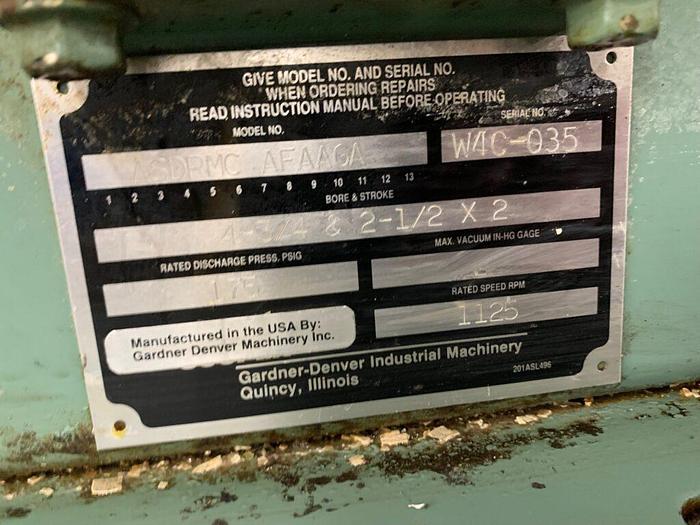 GIVE MODEL NO. AND SERIAL NO.
WHEN ORDERING REPAIRS
READ INSTRUCTION MANUAL BEFORE OPERATING
MODEL NO.
SERIAL NO.
AFAAGA
W4C-035
1 2 3 4 5 6 7 8 9 10 11 12 13
BORE & STROKE
4-3/4 & 2-1/2 X 2
RATED DISCHARGE PRESS. PSIG
MAX. VACUUM IN-HG GAGE
175
RATED SPEED RPM
1125
Manufactured in the USA By:
Gardner Denver Machinery Inc.
Gardner-Denver Industrial Machinery
Quincy, Illinois
201ASL496